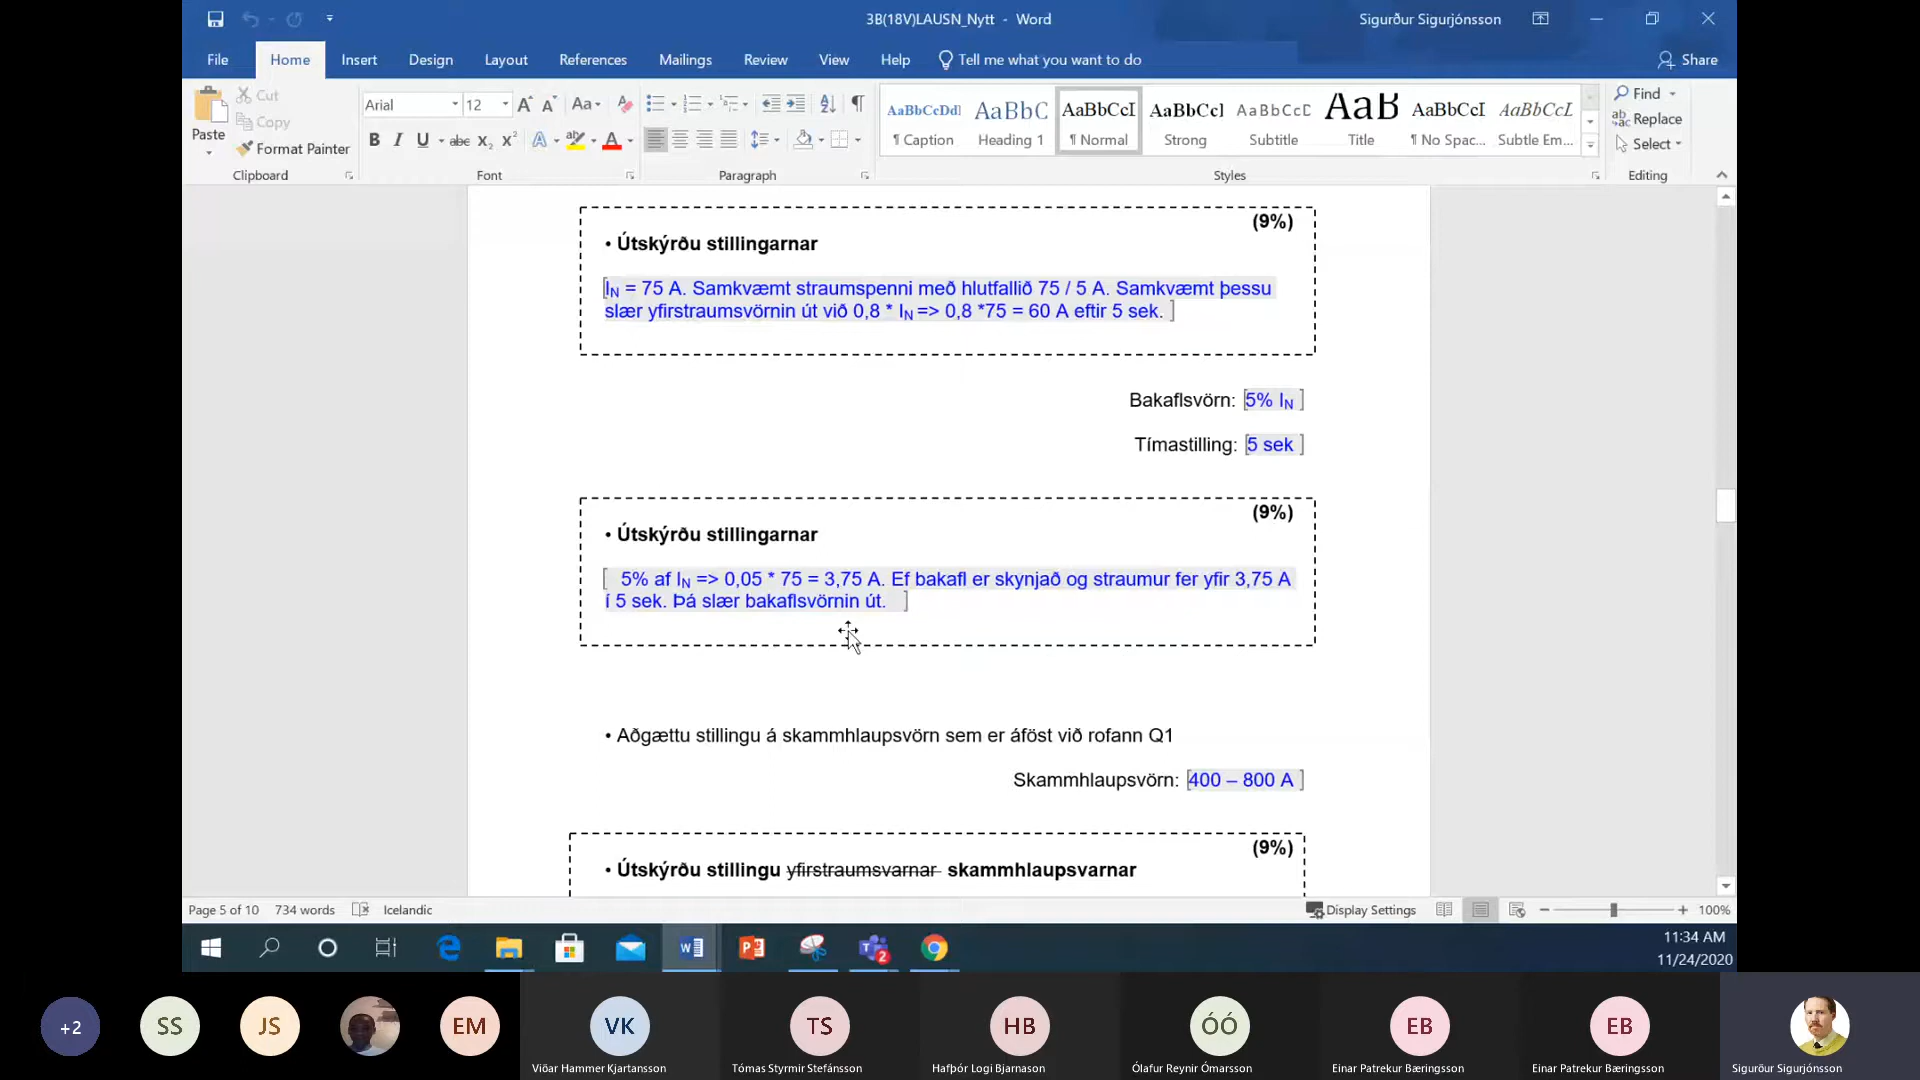 3B(18V)LAUSN_Nytt - Word
Sigurður Sigurjónsson
File Home Insert Design Layout References Mailings Review View Help Tell me what you want to do Share
Paste
Cut
Copy
Format Painter
Clipboard
Arial 12
Font
Paragraph
AaBbCcDdI AaBbC AaBbCcI AaBbCcI AaBbCcD AaB AaBbCcI AaBbCcI
¶ Caption Heading 1 ¶ Normal Strong Subtitle Title ¶ No Spac... Subtle Em...
Styles
Find
Replace
Select
Editing
(9%)
• Útskýrðu stillingarnar
IN = 75 A. Samkvæmt straumspenni með hlutfallið 75 / 5 A. Samkvæmt þessu
slær yfirstraumsvörnin út við 0,8 * IN => 0,8 *75 = 60 A eftir 5 sek.
Bakaflsvörn: 5% IN
Tímastilling: 5 sek
(9%)
• Útskýrðu stillingarnar
5% af IN => 0,05 * 75 = 3,75 A. Ef bakafl er skynjað og straumur fer yfir 3,75 A
í 5 sek. Þá slær bakaflsvörnin út.
• Aðgættu stillingu á skammhlaupsvörn sem er áföst við rofann Q1
Skammhlaupsvörn: 400 – 800 A
(9%)
• Útskýrðu stillingu yfirstraumsvarnar skammhlaupsvarnar
Page 5 of 10 734 words Icelandic Display Settings 100%
11:34 AM
11/24/2020
+2 SS JS EM VK TS HB ÓÓ EB EB
Viðar Hammer Kjartansson Tómas Styrmir Stefánsson Hafþór Logi Bjarnason Ólafur Reynir Ómarsson Einar Patrekur Bæringsson Einar Patrekur Bæringsson Sigurður Sigurjónsson